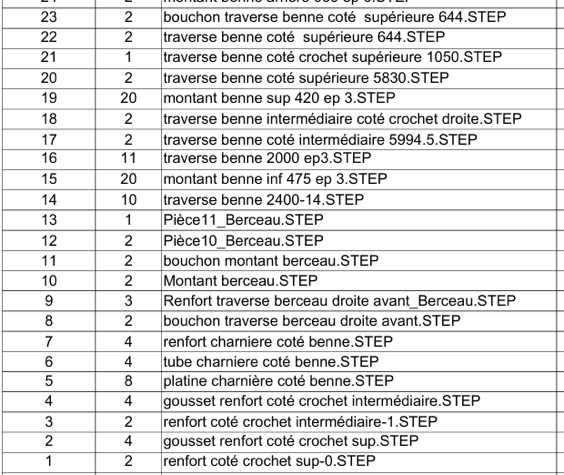 23 2 bouchon traverse benne coté  supérieure 644.STEP
22 2 traverse benne coté  supérieure 644.STEP
21 1 traverse benne coté crochet supérieure 1050.STEP
20 2 traverse benne coté supérieure 5830.STEP
19 20 montant benne sup 420 ep 3.STEP
18 2 traverse benne intermédiaire coté crochet droite.STEP
17 2 traverse benne coté intermédiaire 5994.5.STEP
16 11 traverse benne 2000 ep3.STEP
15 20 montant benne inf 475 ep 3.STEP
14 10 traverse benne 2400-14.STEP
13 1 Pièce11_Berceau.STEP
12 2 Pièce10_Berceau.STEP
11 2 bouchon montant berceau.STEP
10 2 Montant berceau.STEP
9 3 Renfort traverse berceau droite avant_Berceau.STEP
8 2 bouchon traverse berceau droite avant.STEP
7 4 renfort charniere coté benne.STEP
6 4 tube charniere coté benne.STEP
5 8 platine charnière coté benne.STEP
4 4 gousset renfort coté crochet intermédiaire.STEP
3 2 renfort coté crochet intermédiaire-1.STEP
2 4 gousset renfort coté crochet sup.STEP
1 2 renfort coté crochet sup-0.STEP